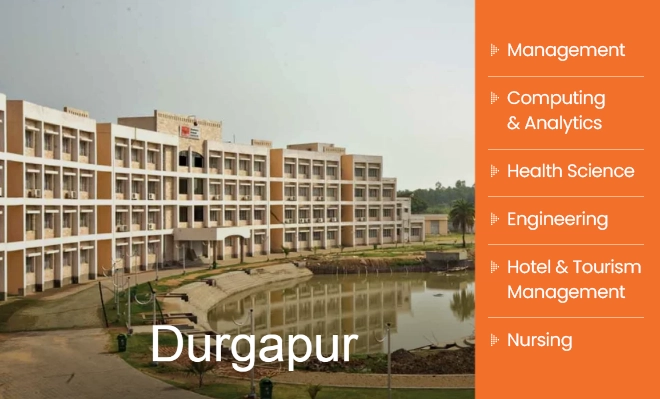 Durgapur
Management
Computing
& Analytics
Health Science
Engineering
Hotel & Tourism
Management
Nursing